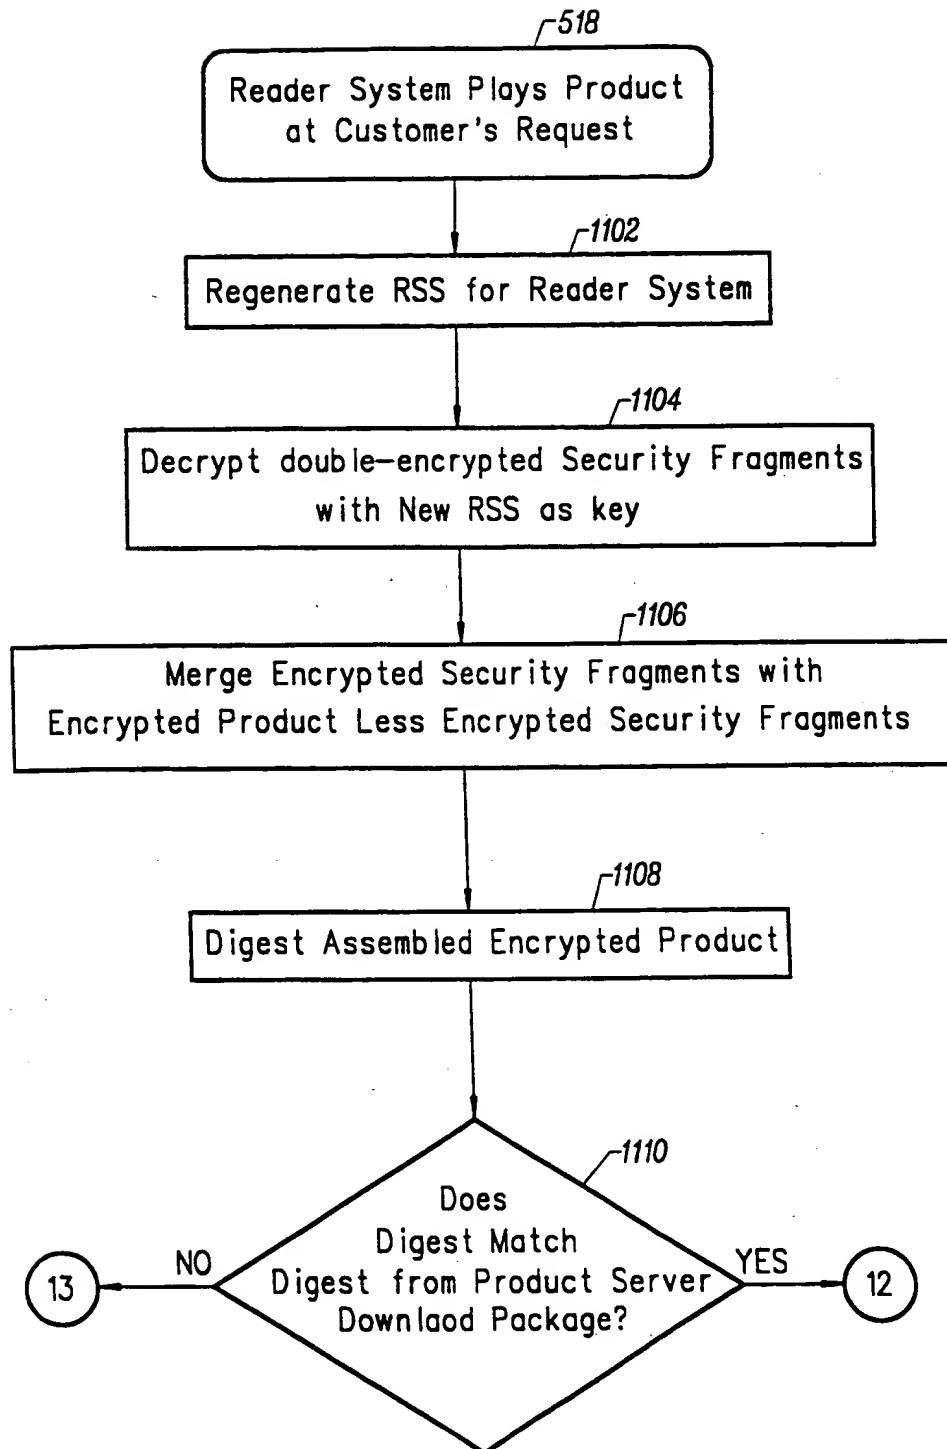 518
Reader System Plays Product
at Customer's Request
1102
Regenerate RSS for Reader System
1104
Decrypt double-encrypted Security Fragments
with New RSS as key
1106
Merge Encrypted Security Fragments with
Encrypted Product Less Encrypted Security Fragments
1108
Digest Assembled Encrypted Product
1110
Does
Digest Match
Digest from Product Server
Downlaod Package?
NO
YES
13
12